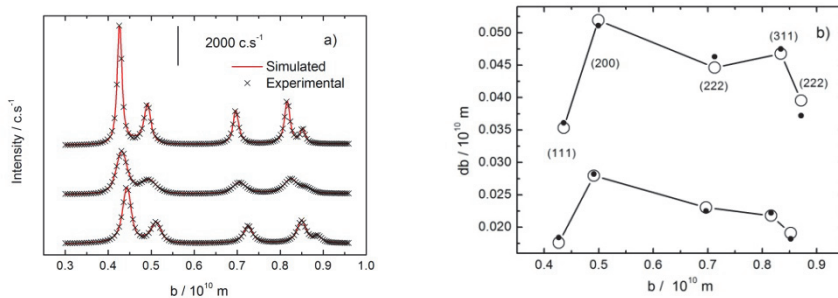 a)
2000 c.s⁻¹
Simulated
Experimental
Intensity / c.s⁻¹
0.3 0.4 0.5 0.6 0.7 0.8 0.9 1.0
b / 10¹⁰ m
b)
0.050
0.045
0.040
0.035
0.030
0.025
0.020
db / 10¹⁰ m
(311)
(200)
(222)
(222)
(111)
0.4 0.5 0.6 0.7 0.8 0.9
b / 10¹⁰ m